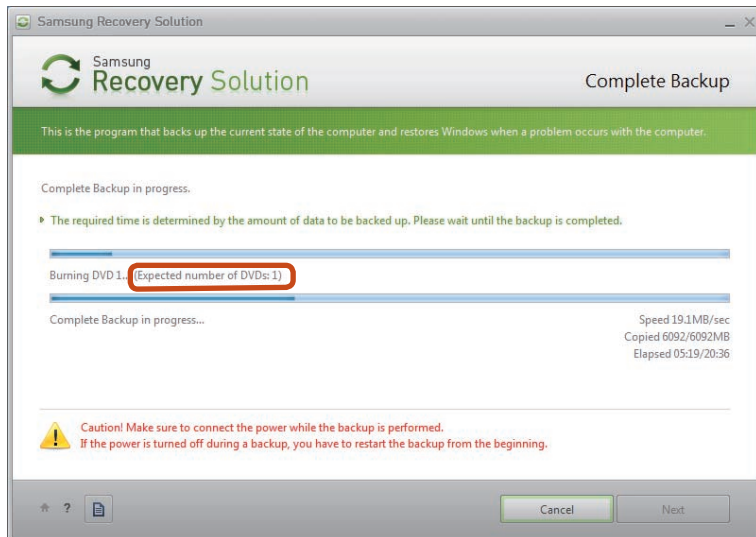 Samsung Recovery Solution
Samsung
Recovery Solution
Complete Backup
This is the program that backs up the current state of the computer and restores Windows when a problem occurs with the computer.
Complete Backup in progress.
The required time is determined by the amount of data to be backed up. Please wait until the backup is completed.
Burning DVD 1.. (Expected number of DVDs: 1)
Complete Backup in progress...
Speed 19.1MB/sec
Copied 6092/6092MB
Elapsed 05:19/20:36
Caution! Make sure to connect the power while the backup is performed.
If the power is turned off during a backup, you have to restart the backup from the beginning.
?
Cancel
Next